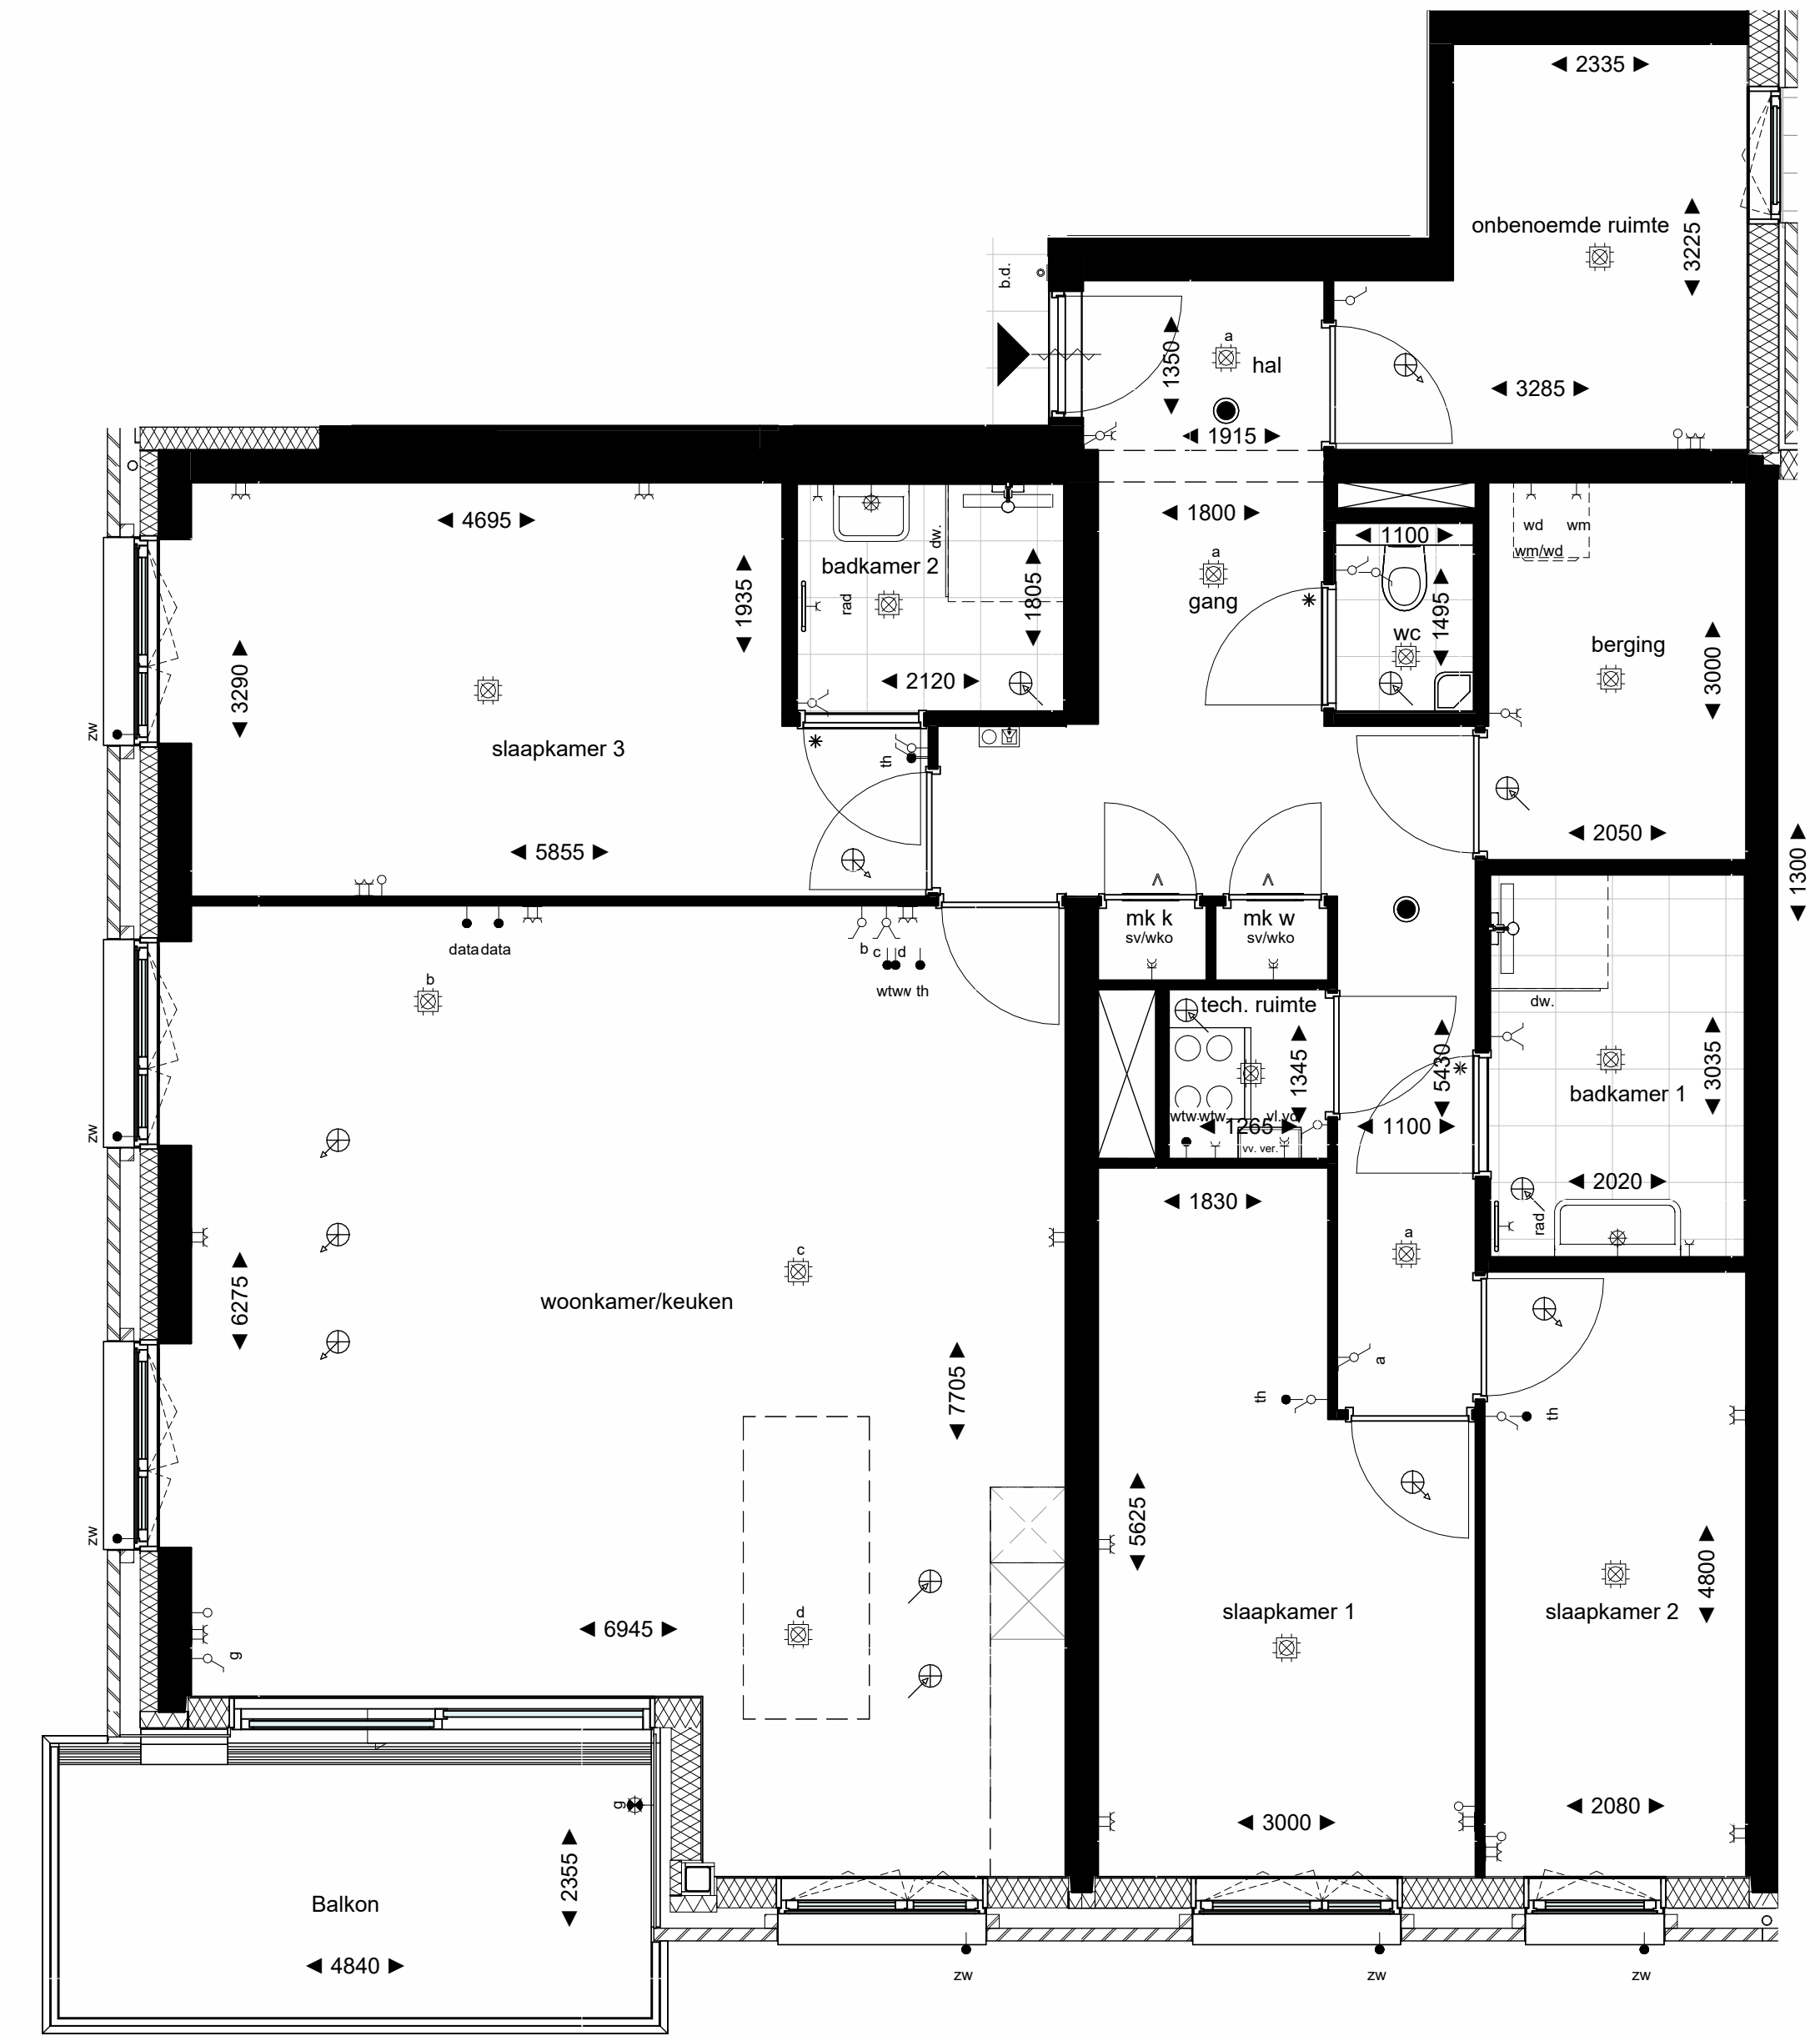 ◄ 2335 ►
onbenoemde ruimte
◄ 3225 ►
b.d.
a
◄ 1350 ►
hal
◄ 3285 ►
◄ 1915 ►
◄ 4695 ►
◄ 1800 ►
◄ 1100 ►
wd
wm
wm/wd
dw.
badkamer 2
a
◄ 1935 ►
◄ 1805 ►
rad
gang
*
◄ 1495 ►
wc
berging
◄ 3000 ►
◄ 3290 ►
◄ 2120 ►
zw
slaapkamer 3
*
th
◄ 5855 ►
◄ 2050 ►
◄ 1300 ►
mk k
sv/wko
mk w
sv/wko
data
data
b
c
d
wtw
th
b
tech. ruimte
dw.
◄ 1345 ►
◄ 5430 ►
*
◄ 3035 ►
badkamer 1
zw
wtw
wtw
vl.vd
◄ 1265 ►
◄ 1100 ►
vv. ver.
◄ 1830 ►
◄ 2020 ►
rad
a
c
◄ 6275 ►
woonkamer/keuken
a
◄ 7705 ►
th
th
zw
◄ 5625 ►
◄ 4800 ►
d
slaapkamer 1
slaapkamer 2
◄ 6945 ►
g
g
◄ 2080 ►
◄ 3000 ►
◄ 2355 ►
Balkon
◄ 4840 ►
zw
zw
zw